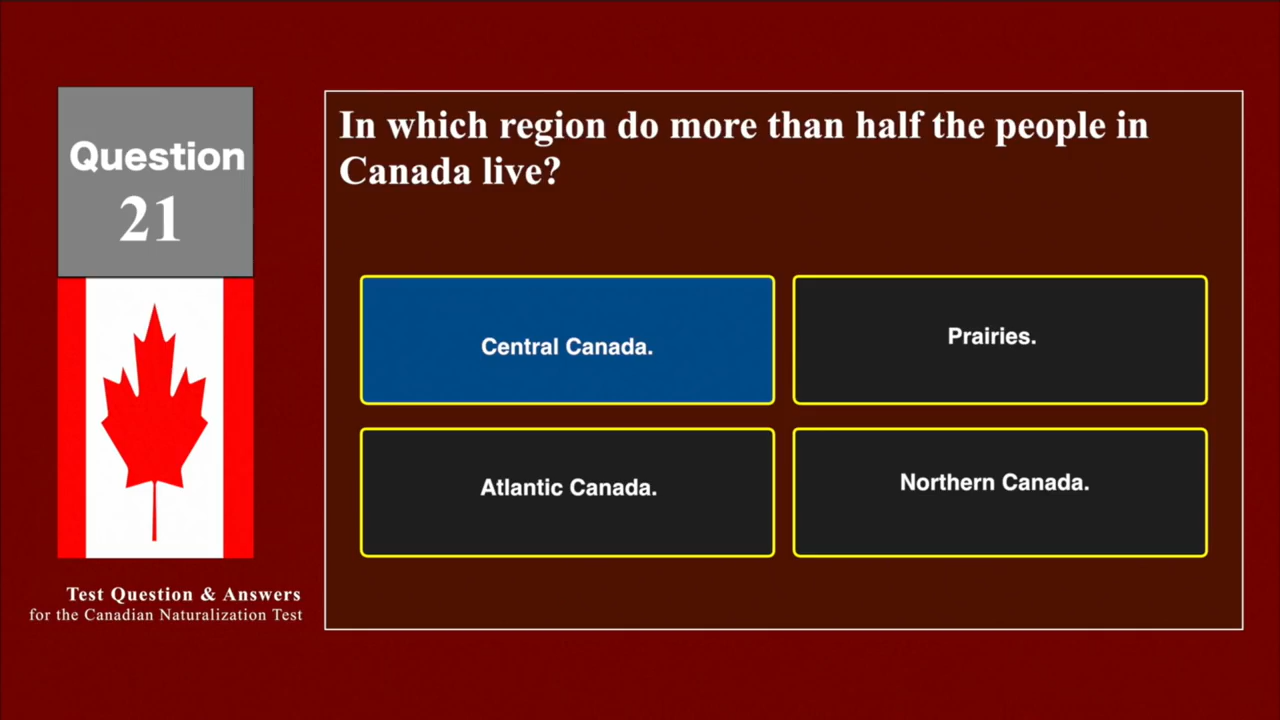 Question
21
In which region do more than half the people in
Canada live?
Central Canada.
Prairies.
Atlantic Canada.
Northern Canada.
Test Question & Answers
for the Canadian Naturalization Test